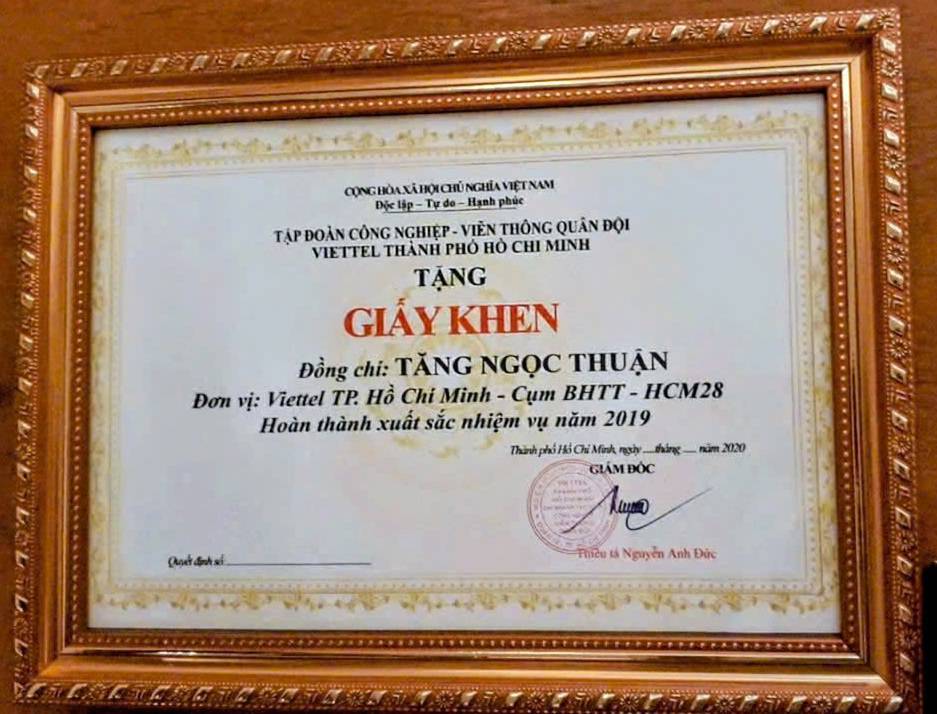 CỘNG HÒA XÃ HỘI CHỦ NGHĨA VIỆT NAM
Độc lập – Tự do – Hạnh phúc
TẬP ĐOÀN CÔNG NGHIỆP - VIỄN THÔNG QUÂN ĐỘI
VIETTEL THÀNH PHỐ HỒ CHÍ MINH
TẶNG
GIẤY KHEN
Đồng chí: TĂNG NGỌC THUẬN
Đơn vị: Viettel TP. Hồ Chí Minh - Cụm BHTT - HCM28
Hoàn thành xuất sắc nhiệm vụ năm 2019
Thành phố Hồ Chí Minh, ngày ....tháng .... năm 2020
GIÁM ĐỐC
Thiếu tá Nguyễn Anh Đức
Quyết định số: